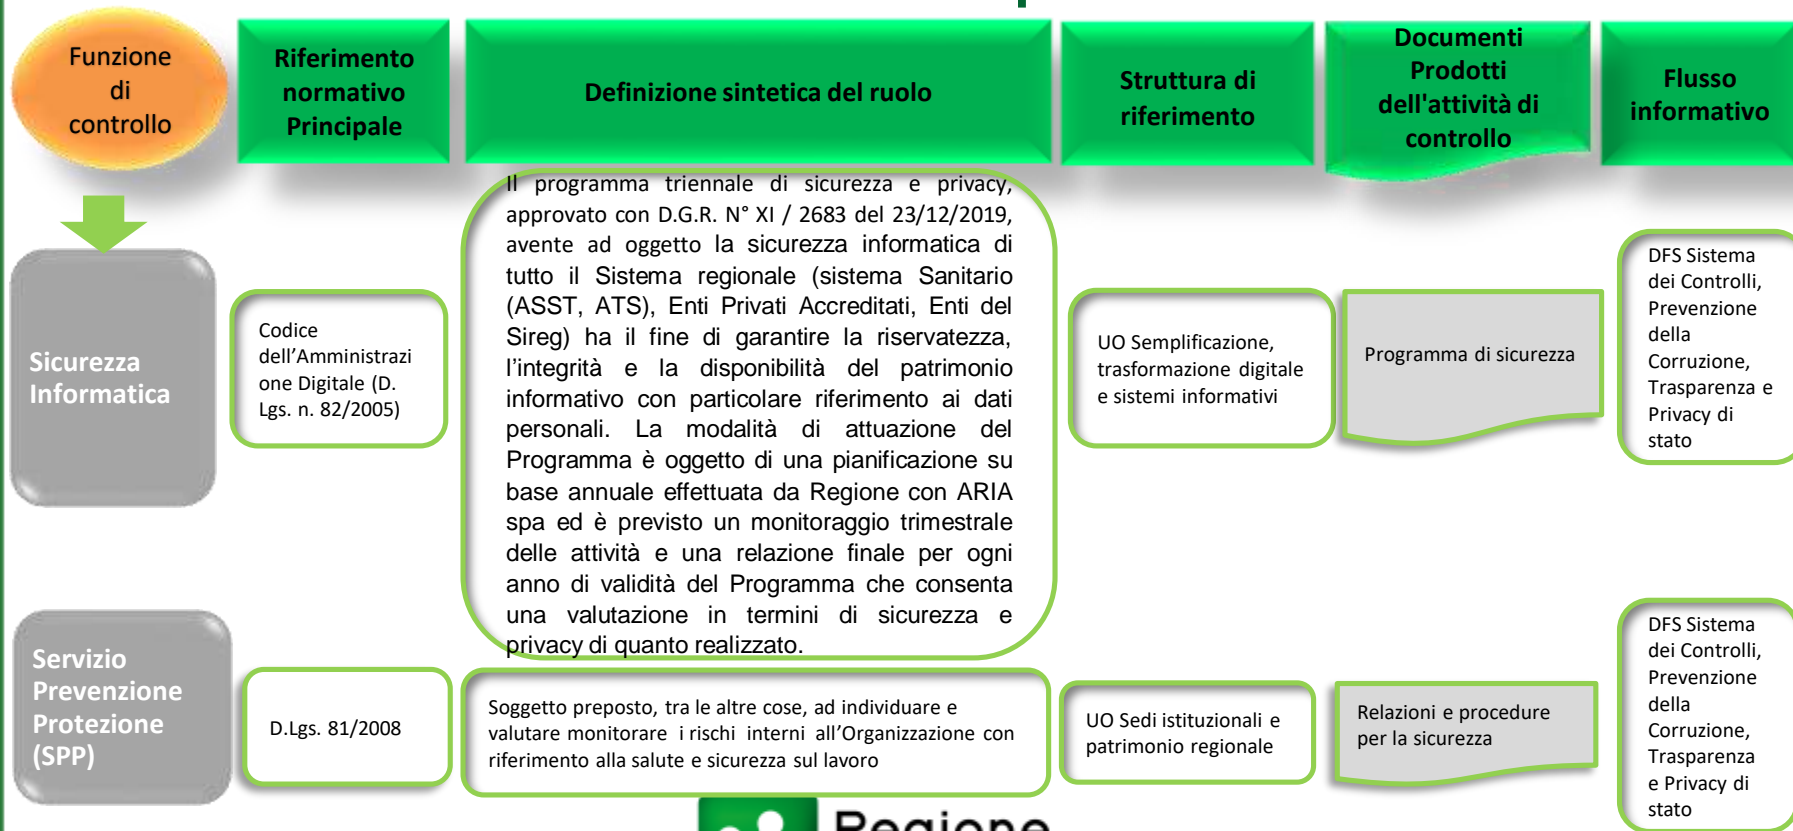 Funzione
di
controllo
Riferimento
normativo
Principale
Definizione sintetica del ruolo
Struttura di
riferimento
Documenti
Prodotti
dell'attività di
controllo
Flusso
informativo
Sicurezza
Informatica
Codice
dell’Amministrazi
one Digitale (D.
Lgs. n. 82/2005)
Il programma triennale di sicurezza e privacy,
approvato con D.G.R. N° XI / 2683 del 23/12/2019,
avente ad oggetto la sicurezza informatica di
tutto il Sistema regionale (sistema Sanitario
(ASST, ATS), Enti Privati Accreditati, Enti del
Sireg) ha il fine di garantire la riservatezza,
l’integrità e la disponibilità del patrimonio
informativo con particolare riferimento ai dati
personali. La modalità di attuazione del
Programma è oggetto di una pianificazione su
base annuale effettuata da Regione con ARIA
spa ed è previsto un monitoraggio trimestrale
delle attività e una relazione finale per ogni
anno di validità del Programma che consenta
una valutazione in termini di sicurezza e
privacy di quanto realizzato.
UO Semplificazione,
trasformazione digitale
e sistemi informativi
Programma di sicurezza
DFS Sistema
dei Controlli,
Prevenzione
della
Corruzione,
Trasparenza e
Privacy di
stato
Servizio
Prevenzione
Protezione
(SPP)
D.Lgs. 81/2008
Soggetto preposto, tra le altre cose, ad individuare e
valutare monitorare i rischi interni all’Organizzazione con
riferimento alla salute e sicurezza sul lavoro
UO Sedi istituzionali e
patrimonio regionale
Relazioni e procedure
per la sicurezza
DFS Sistema
dei Controlli,
Prevenzione
della
Corruzione,
Trasparenza
e Privacy di
stato
Regione